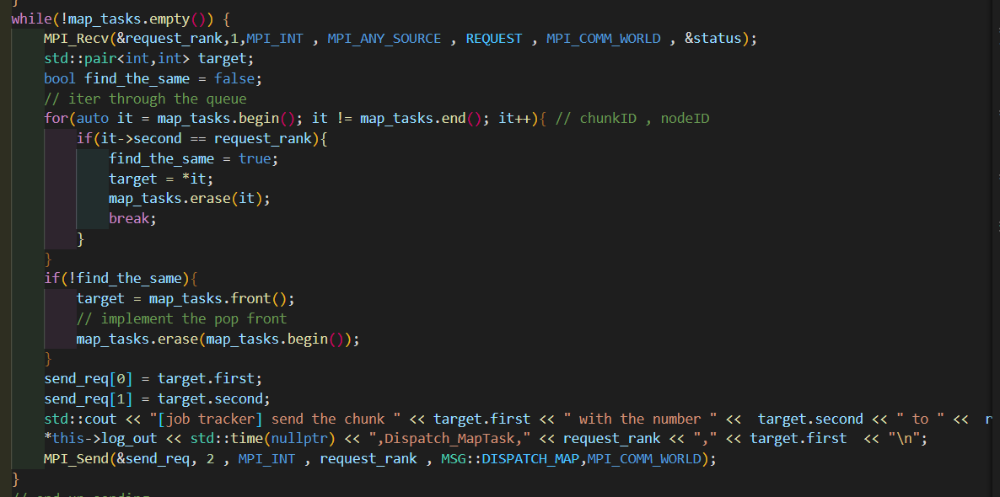 }
while(!map_tasks.empty()) {
    MPI_Recv(&request_rank,1,MPI_INT , MPI_ANY_SOURCE , REQUEST , MPI_COMM_WORLD , &status);
    std::pair<int,int> target;
    bool find_the_same = false;
    // iter through the queue
    for(auto it = map_tasks.begin(); it != map_tasks.end(); it++){ // chunkID , nodeID
        if(it->second == request_rank){
            find_the_same = true;
            target = *it;
            map_tasks.erase(it);
            break;
        }
    }
    if(!find_the_same){
        target = map_tasks.front();
        // implement the pop front
        map_tasks.erase(map_tasks.begin());
    }
    send_req[0] = target.first;
    send_req[1] = target.second;
    std::cout << "[job tracker] send the chunk " << target.first << " with the number " <<  target.second << " to " <<  r
    *this->log_out << std::time(nullptr) << ",Dispatch_MapTask," << request_rank << "," << target.first  << "\n";
    MPI_Send(&send_req, 2 , MPI_INT , request_rank , MSG::DISPATCH_MAP,MPI_COMM_WORLD);
}